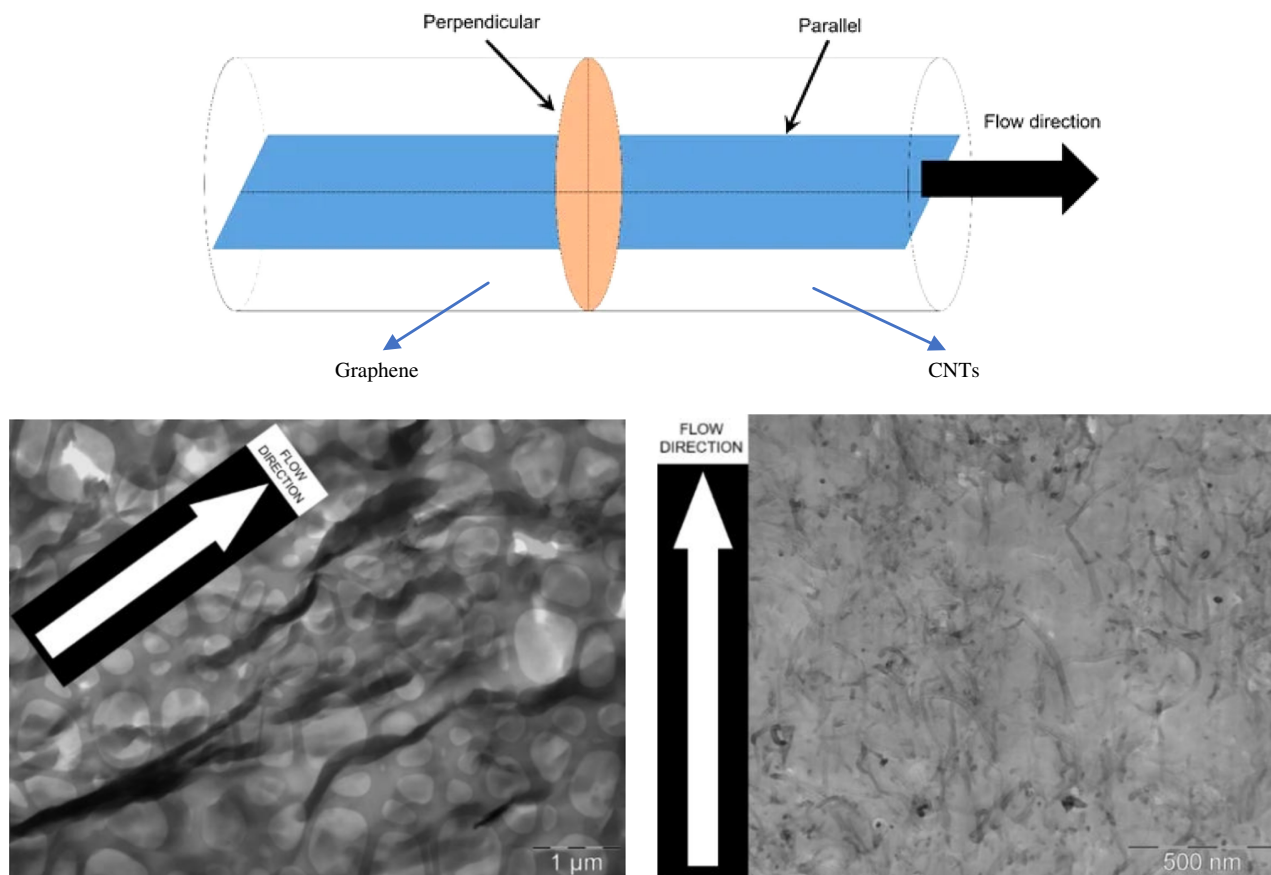 Perpendicular
Parallel
Flow direction
Graphene
CNTs
FLOW
DIRECTION
1 µm
FLOW
DIRECTION
500 nm